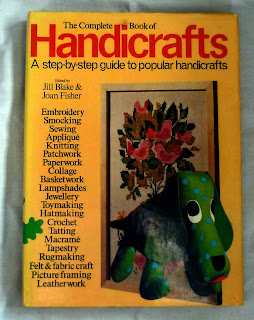 The Complete Book of
Handicrafts
A step-by-step guide to popular handicrafts
Edited by
Jill Blake &
Joan Fisher
Embroidery
Smocking
Sewing
Appliqué
Knitting
Patchwork
Paperwork
Collage
Basketwork
Lampshades
Jewellery
Toymaking
Hatmaking
Crochet
Tatting
Macramé
Tapestry
Rugmaking
Felt & fabric craft
Picture framing
Leatherwork